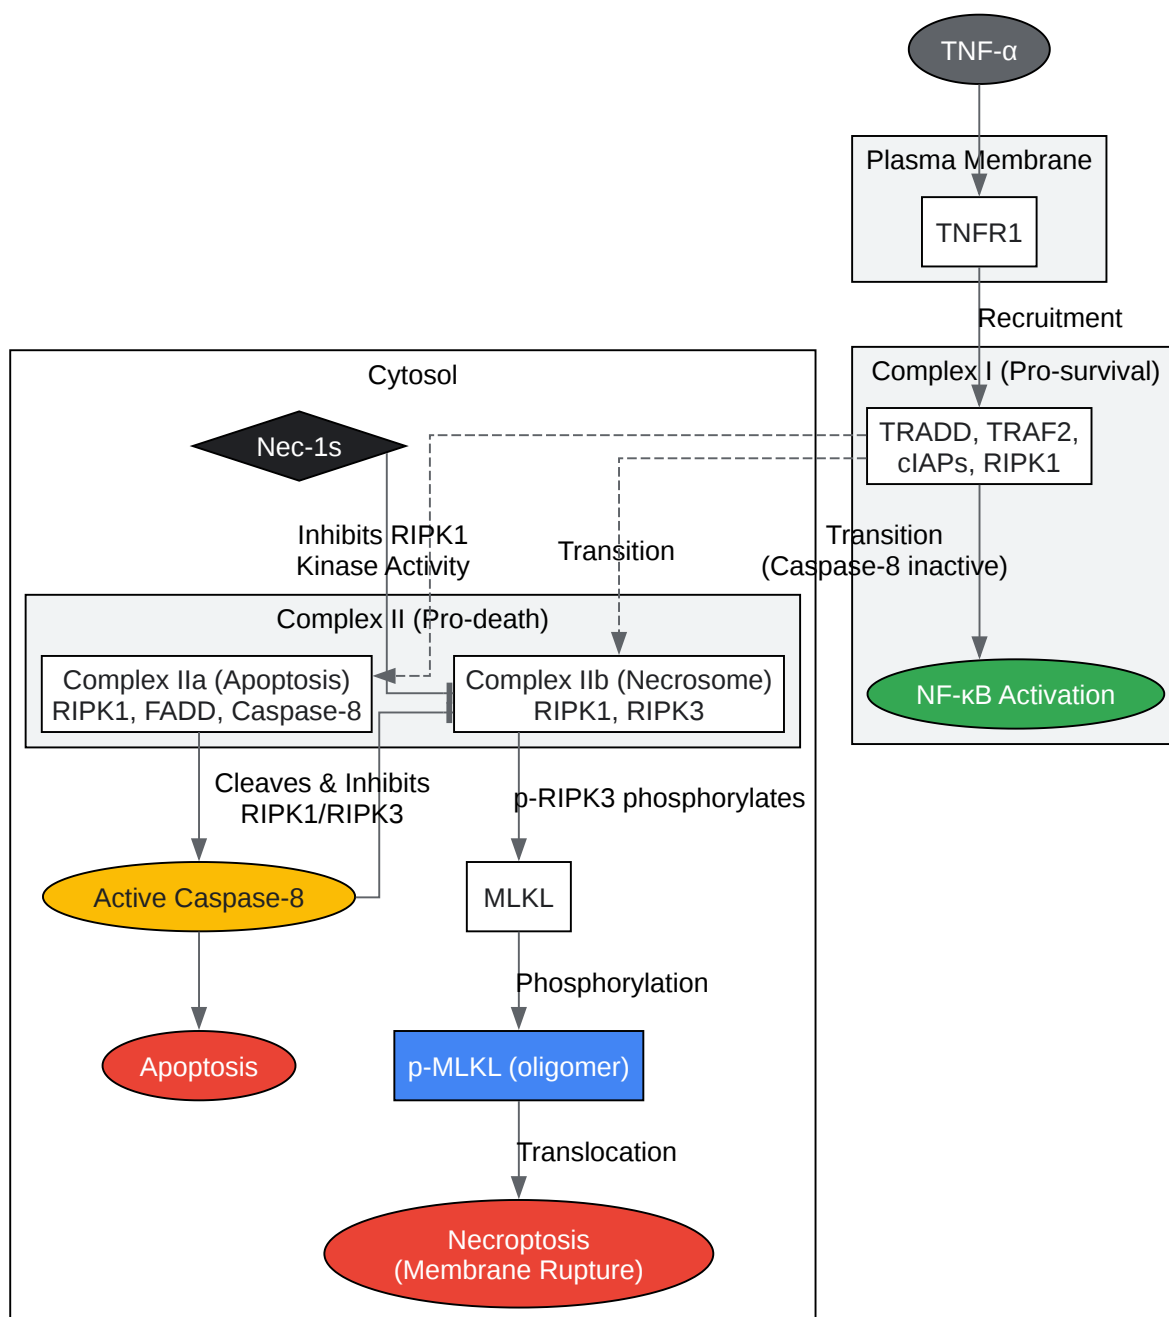 TNF-α
Plasma Membrane
TNFR1
Recruitment
Cytosol
Complex I (Pro-survival)
Nec-1s
TRADD, TRAF2,
cIAPs, RIPK1
Inhibits RIPK1
Kinase Activity
Transition
Transition
(Caspase-8 inactive)
Complex II (Pro-death)
Complex IIa (Apoptosis)
RIPK1, FADD, Caspase-8
Complex IIb (Necrosome)
RIPK1, RIPK3
NF-κB Activation
Cleaves & Inhibits
RIPK1/RIPK3
p-RIPK3 phosphorylates
Active Caspase-8
MLKL
Phosphorylation
Apoptosis
p-MLKL (oligomer)
Translocation
Necroptosis
(Membrane Rupture)